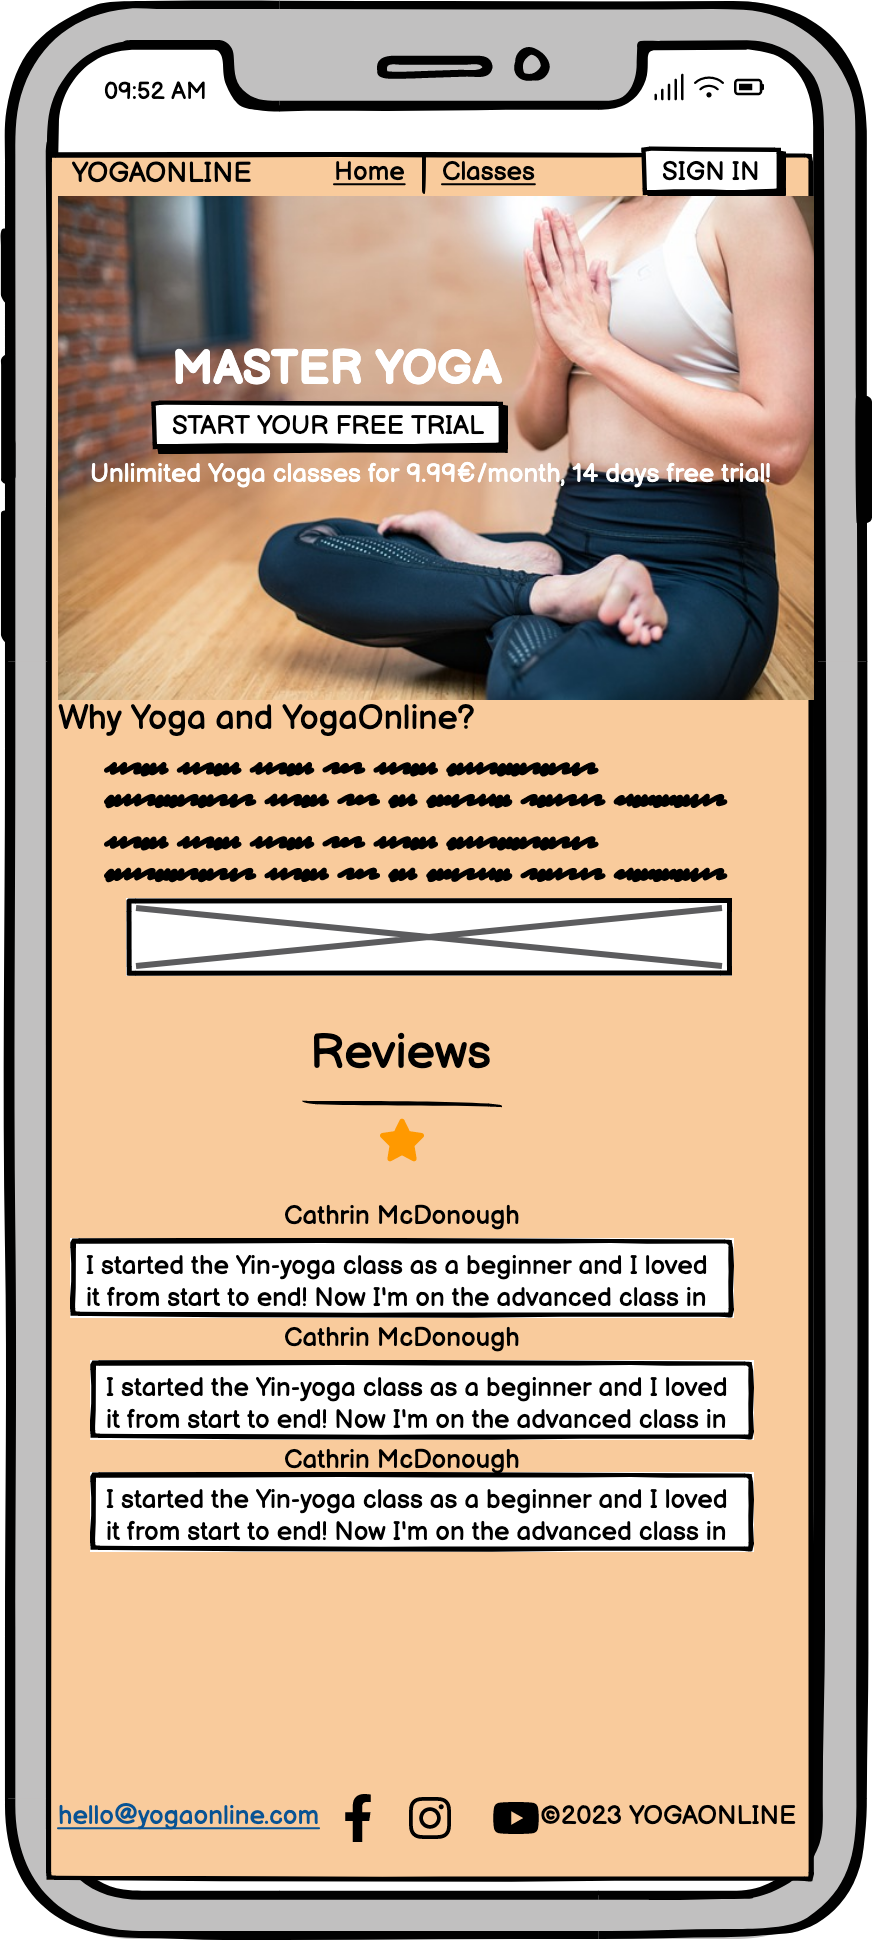 09:52 AM
YOGAONLINE Home Classes SIGN IN
MASTER YOGA
START YOUR FREE TRIAL
Unlimited Yoga classes for 9.99€/month, 14 days free trial!
Why Yoga and YogaOnline?
Reviews
Cathrin McDonough
I started the Yin-yoga class as a beginner and I loved
it from start to end! Now I'm on the advanced class in
Cathrin McDonough
I started the Yin-yoga class as a beginner and I loved
it from start to end! Now I'm on the advanced class in
Cathrin McDonough
I started the Yin-yoga class as a beginner and I loved
it from start to end! Now I'm on the advanced class in
hello@yogaonline.com ©2023 YOGAONLINE